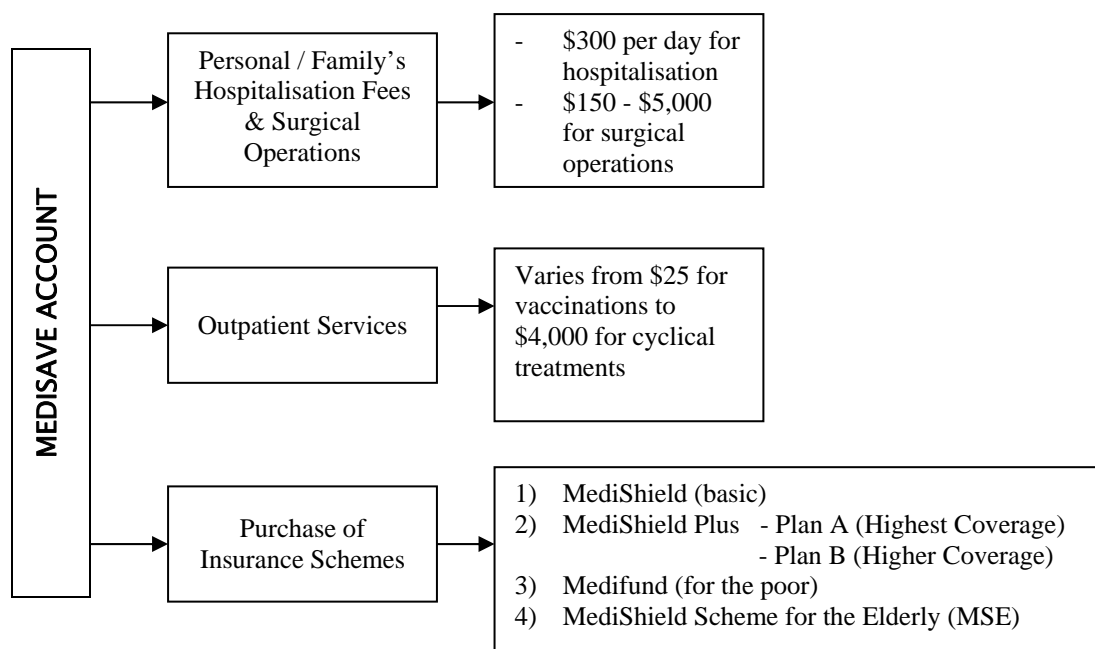 MEDISAVE ACCOUNT
Personal / Family's
Hospitalisation Fees
& Surgical
Operations
- $300 per day for
hospitalisation
- $150 - $5,000
for surgical
operations
Outpatient Services
Varies from $25 for
vaccinations to
$4,000 for cyclical
treatments
Purchase of
Insurance Schemes
1) MediShield (basic)
2) MediShield Plus - Plan A (Highest Coverage)
- Plan B (Higher Coverage)
3) Medifund (for the poor)
4) MediShield Scheme for the Elderly (MSE)